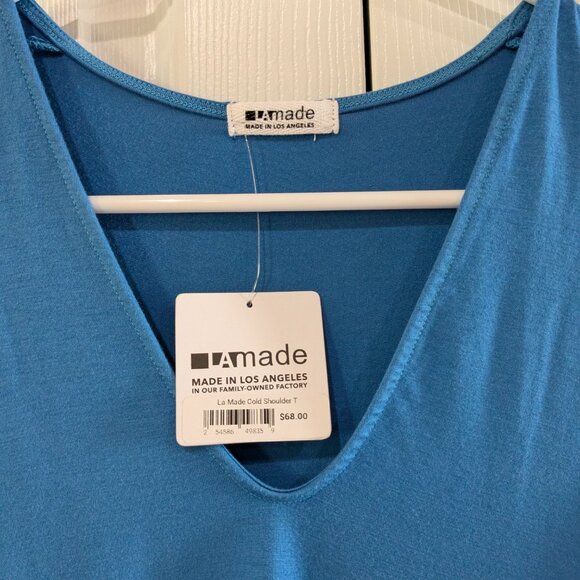 LAmade
MADE IN LOS ANGELES
LAmade
MADE IN LOS ANGELES
IN OUR FAMILY-OWNED FACTORY
La Made Cold Shoulder T
$68.00
2 54586 49835 9